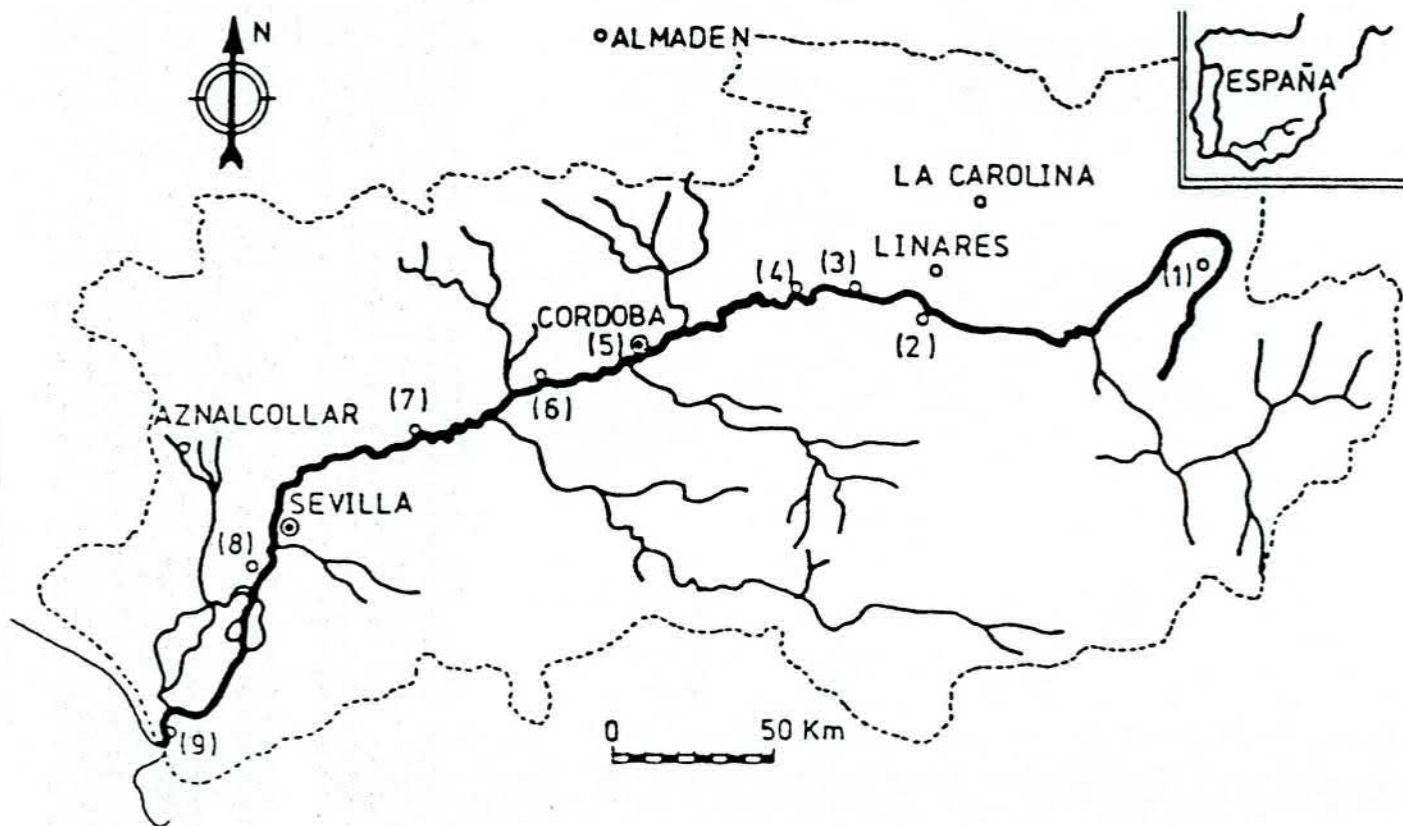 N
ALMADEN
ESPAÑA
LA CAROLINA
LINARES
(1)
(4)
(3)
CORDOBA
(5)
(2)
(6)
(7)
AZNALCOLLAR
SEVILLA
(8)
0 50 Km
(9)